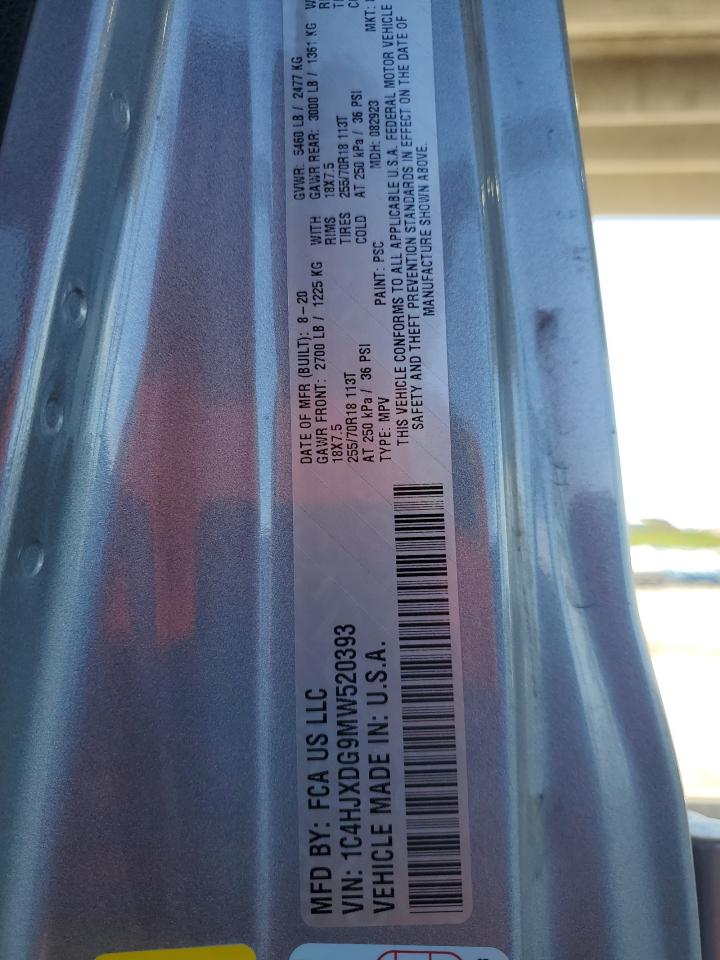 MFD BY: FCA US LLC
VIN: 1C4HJXDG9MW520393
VEHICLE MADE IN: U.S.A.
DATE OF MFR (BUILT): 8-20 GVWR: 5460 LB / 2477 KG
GAWR FRONT: 2700 LB / 1225 KG WITH GAWR REAR: 3000 LB / 1361 KG
18X7.5 RIMS 18X7.5
255/70R18 113T TIRES 255/70R18 113T
AT 250 kPa / 36 PSI COLD AT 250 kPa / 36 PSI
TYPE: MPV PAINT: PSC MDH: 082923 MKT:
THIS VEHICLE CONFORMS TO ALL APPLICABLE U.S.A. FEDERAL MOTOR VEHICLE
SAFETY AND THEFT PREVENTION STANDARDS IN EFFECT ON THE DATE OF
MANUFACTURE SHOWN ABOVE.